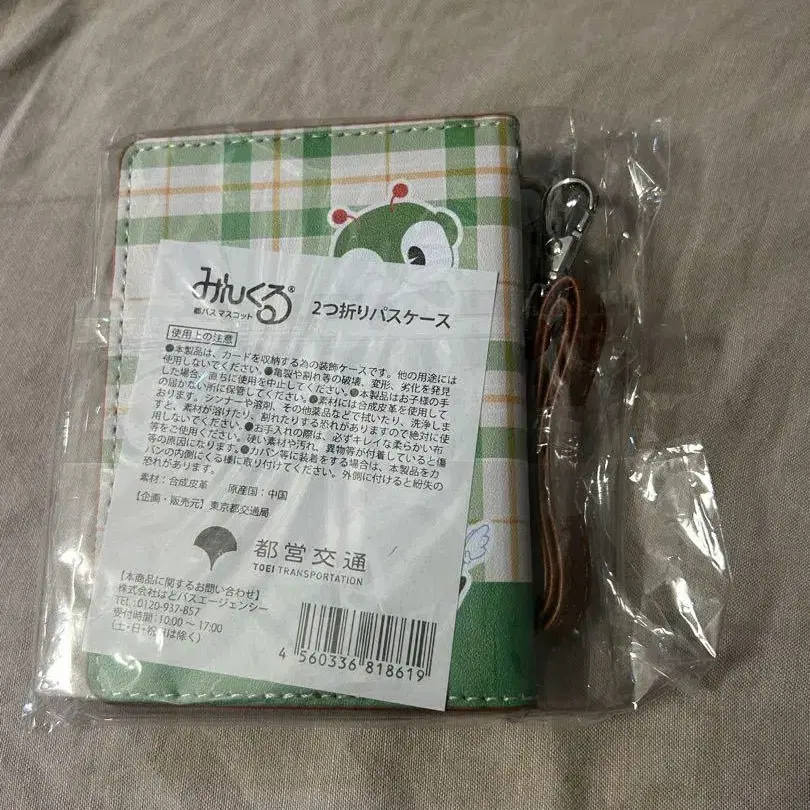 みんくる®
都バスマスコット
2つ折りパスケース
使用上の注意
●本製品は、カードを収納する為の装飾ケースです。他の用途には
使用しないでください。●亀裂や割れ等の破壊、変形、劣化を発見
した場合、直ちに使用を中止してください。●本製品はお子様の手
の届かない所に保管してください。●素材には合成皮革を使用して
おります。シンナーや溶剤、その他薬品などで拭いたり、洗浄しま
すと、素材が溶けたり、割れたりする恐れがありますので絶対に使
用しないでください。●お手入れの際は、必ずキレイな柔らかい布
等をご使用ください。硬い素材や汚れ、異物等が付着していると傷
等の原因になります。●カバン等に装着をする場合は、本製品をカ
バンの内側にくる様に取り付けてください。外側に付けると紛失の
恐れがあります。
素材：合成皮革　原産国：中国
【企画・販売元】東京都交通局
都営交通
TOEI TRANSPORTATION
【本商品に関するお問い合わせ】
株式会社はとバスエージェンシー
TEL：0120-937-857
受付時間：10:00～17:00
（土・日・祝日は除く）
4 560336 818619